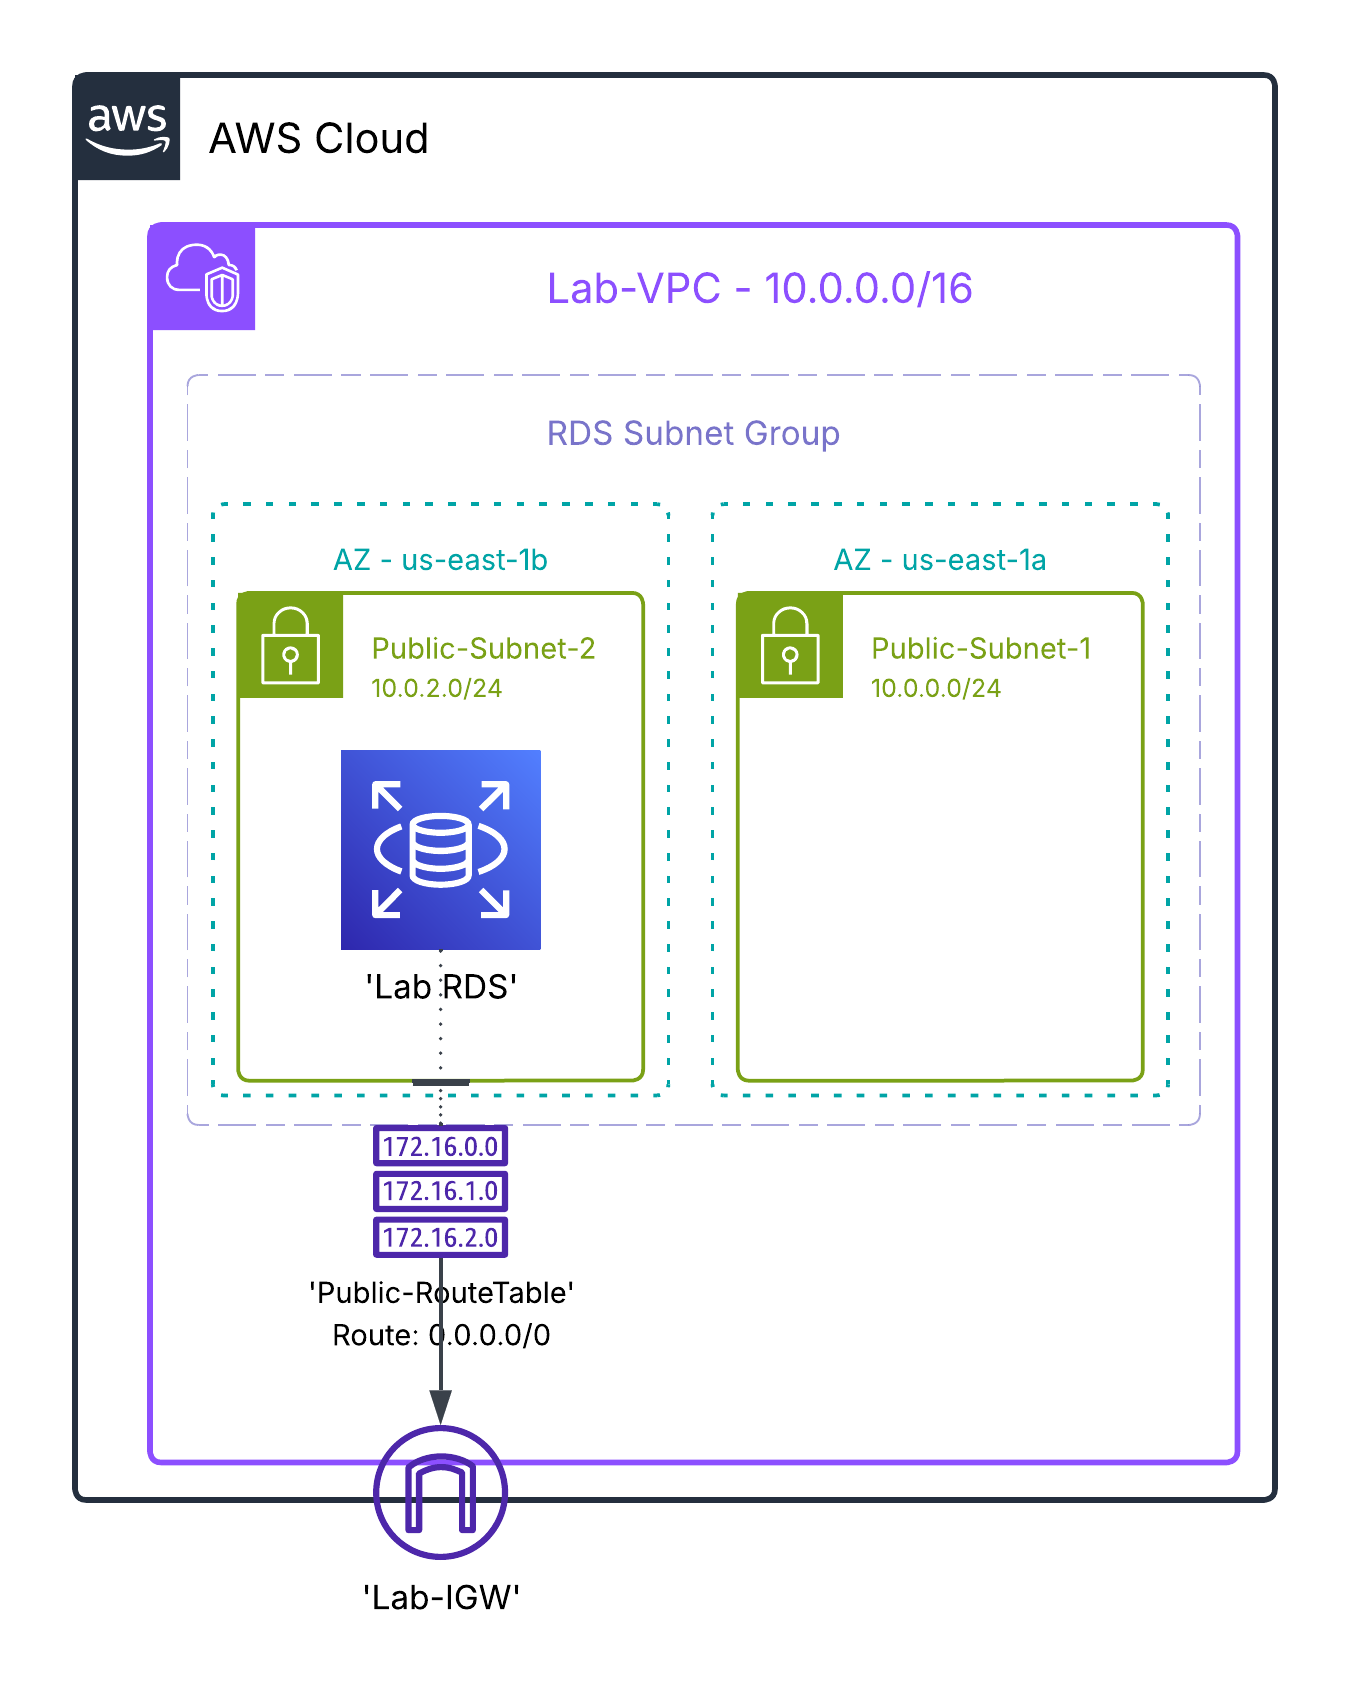 aws
AWS Cloud
Lab-VPC - 10.0.0.0/16
RDS Subnet Group
AZ - us-east-1b
Public-Subnet-2
10.0.2.0/24
'Lab RDS'
AZ - us-east-1a
Public-Subnet-1
10.0.0.0/24
172.16.0.0
172.16.1.0
172.16.2.0
'Public-RouteTable'
Route: 0.0.0.0/0
'Lab-IGW'